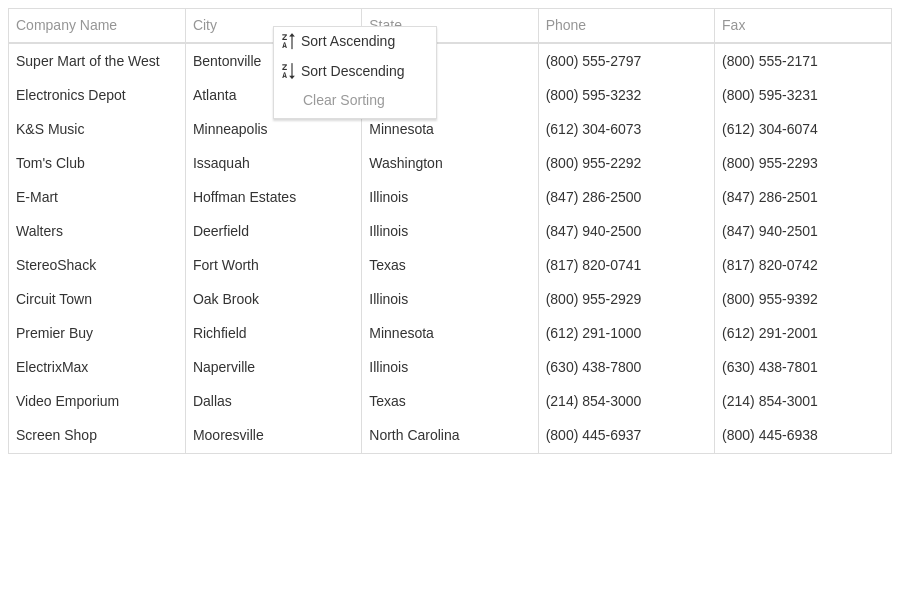 Company Name City State Phone Fax
Sort Ascending
Super Mart of the West Bentonville (800) 555-2797 (800) 555-2171
Sort Descending
Electronics Depot Atlanta (800) 595-3232 (800) 595-3231
Clear Sorting
K&S Music Minneapolis Minnesota (612) 304-6073 (612) 304-6074
Tom's Club Issaquah Washington (800) 955-2292 (800) 955-2293
E-Mart Hoffman Estates Illinois (847) 286-2500 (847) 286-2501
Walters Deerfield Illinois (847) 940-2500 (847) 940-2501
StereoShack Fort Worth Texas (817) 820-0741 (817) 820-0742
Circuit Town Oak Brook Illinois (800) 955-2929 (800) 955-9392
Premier Buy Richfield Minnesota (612) 291-1000 (612) 291-2001
ElectrixMax Naperville Illinois (630) 438-7800 (630) 438-7801
Video Emporium Dallas Texas (214) 854-3000 (214) 854-3001
Screen Shop Mooresville North Carolina (800) 445-6937 (800) 445-6938